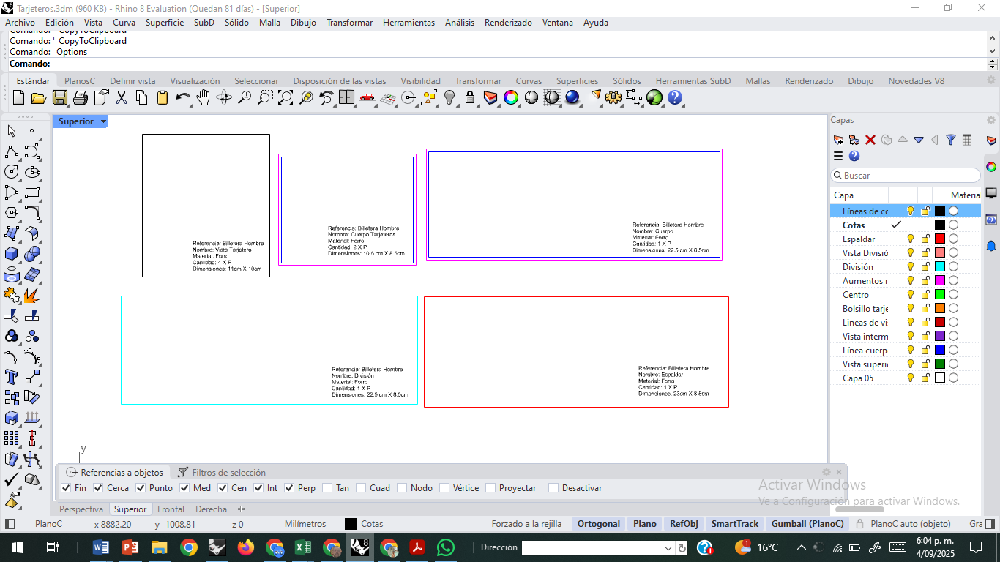 Tarjeteros.3dm (960 KB) - Rhino 8 Evaluation (Quedan 81 días) - [Superior]
Archivo Edición Vista Curva Superficie SubD Sólido Malla Dibujo Transformar Herramientas Análisis Renderizado Ventana Ayuda
Comando: '_CopyToClipboard
Comando: '_CopyToClipboard
Comando: _Options
Comando:
Estándar PlanosC Definir vista Visualización Seleccionar Disposición de las vistas Visibilidad Transformar Curvas Superficies Sólidos Herramientas SubD Mallas Renderizado Dibujo Novedades V8
Superior
Referencia: Billetera Hombre
Nombre: Vista Tarjetero
Material: Forro
Cantidad: 4 X P
Dimensiones: 11cm X 10cm
Referencia: Billetera Hombre
Nombre: Cuerpo Tarjeteros
Material: Forro
Cantidad: 2 X P
Dimensiones: 10.5 cm X 8.5cm
Referencia: Billetera Hombre
Nombre: Cuerpo
Material: Forro
Cantidad: 1 X P
Dimensiones: 22.5 cm X 8.5cm
Referencia: Billetera Hombre
Nombre: División
Material: Forro
Cantidad: 1 X P
Dimensiones: 22.5 cm X 8.5cm
Referencia: Billetera Hombre
Nombre: Espaldar
Material: Forro
Cantidad: 1 X P
Dimensiones: 23cm X 8.5cm
y
Capas
Buscar
Capa Materia
Líneas de cc
Cotas
Espaldar
Vista Divisió
División
Aumentos r
Centro
Bolsillo tarje
Lineas de vi
Vista interm
Línea cuerp
Vista superi
Capa 05
Referencias a objetos Filtros de selección
Fin Cerca Punto Med Cen Int Perp Tan Cuad Nodo Vértice Proyectar Desactivar
Activar Windows
Ve a Configuración para activar Windows.
Perspectiva Superior Frontal Derecha
PlanoC x 8882.20 y -1008.81 z 0 Milímetros Cotas Forzado a la rejilla Ortogonal Plano RefObj SmartTrack Gumball (PlanoC) PlanoC auto (objeto) Gra
Dirección 1 16°C 6:04 p. m.
4/09/2025